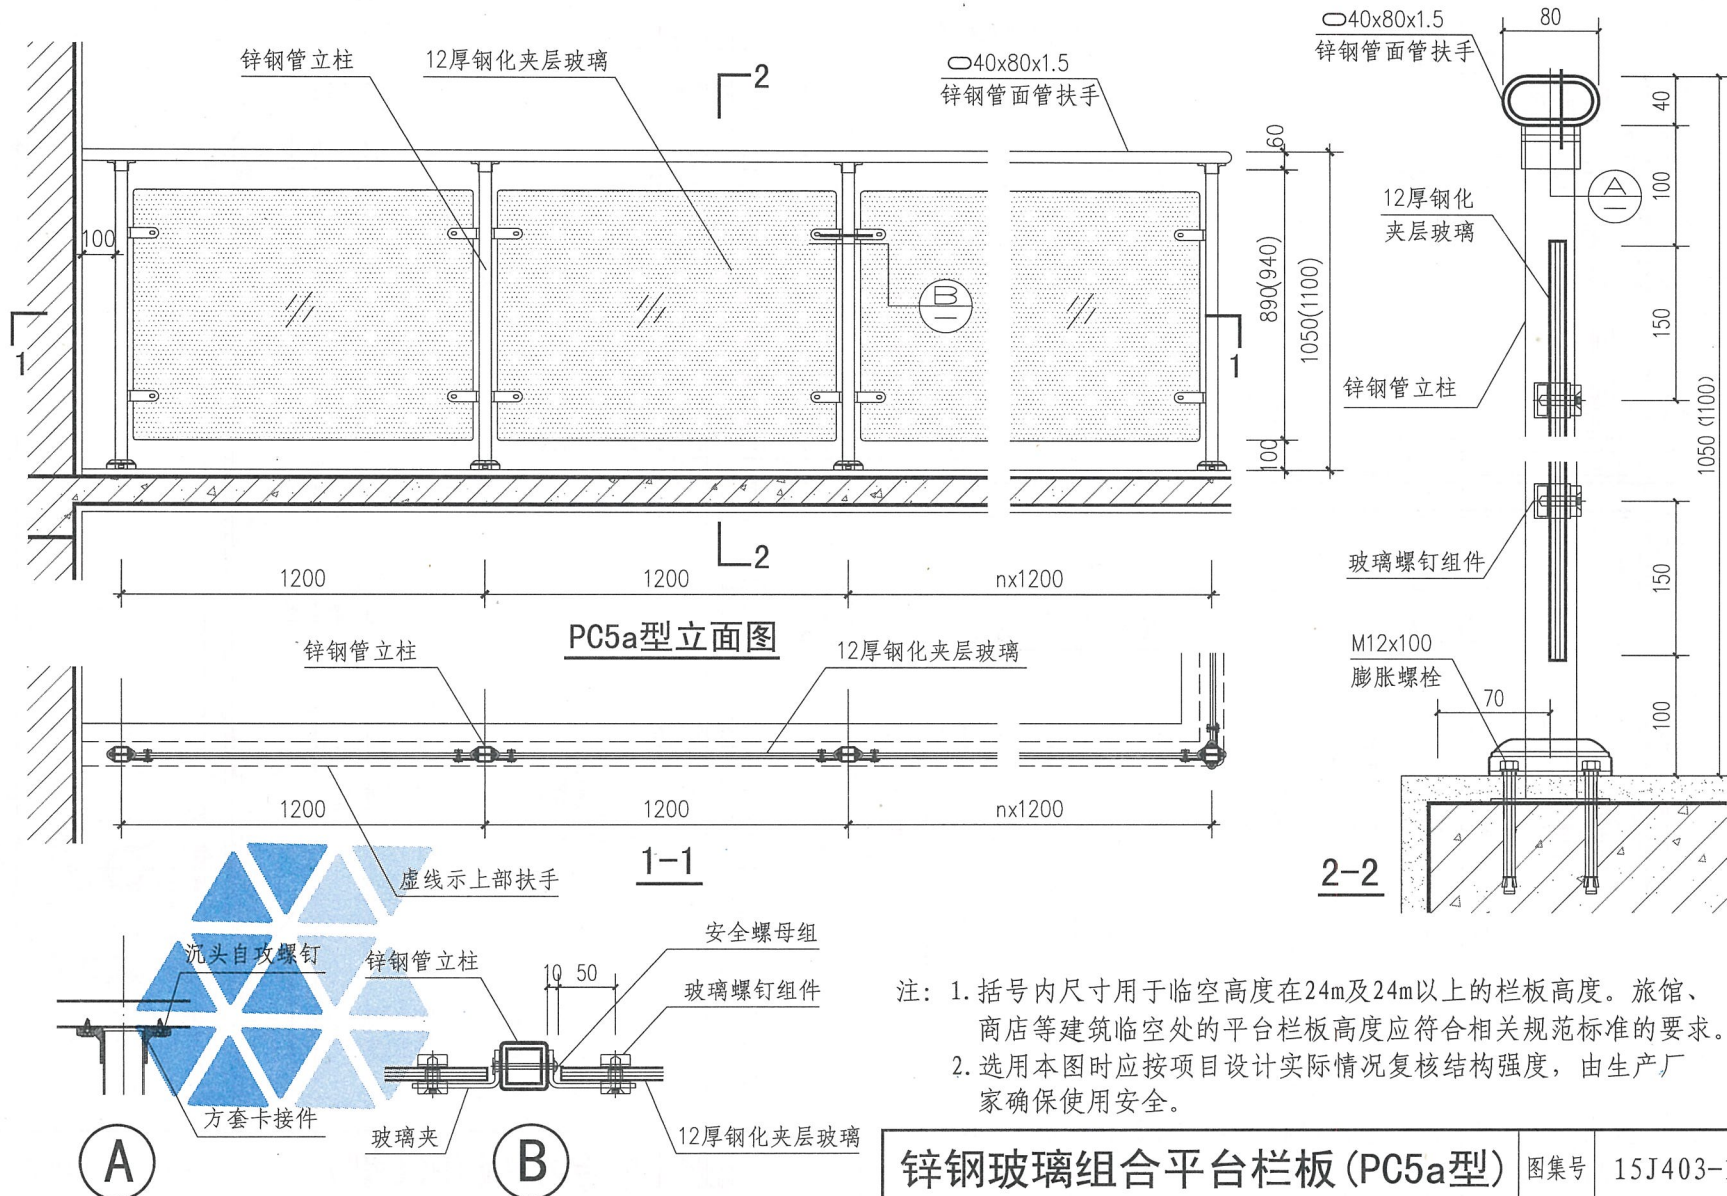 锌钢管立柱
12厚钢化夹层玻璃
2
40x80x1.5
锌钢管面管扶手
60
100
890(940)
1050(1100)
B
1
1
100
2
1200
1200
nx1200
PC5a型立面图
锌钢管立柱
12厚钢化夹层玻璃
1200
1200
nx1200
1-1
虚线示上部扶手
40x80x1.5
锌钢管面管扶手
80
40
A
100
12厚钢化
夹层玻璃
150
锌钢管立柱
1050 (1100)
玻璃螺钉组件
150
M12x100
膨胀螺栓
70
100
2-2
沉头自攻螺钉
方套卡接件
A
锌钢管立柱
10 50
安全螺母组
玻璃螺钉组件
玻璃夹
12厚钢化夹层玻璃
B
注：1.括号内尺寸用于临空高度在24m及24m以上的栏板高度。旅馆、
商店等建筑临空处的平台栏板高度应符合相关规范标准的要求。
2.选用本图时应按项目设计实际情况复核结构强度，由生产厂
家确保使用安全。
锌钢玻璃组合平台栏板(PC5a型)
图集号
15J403-